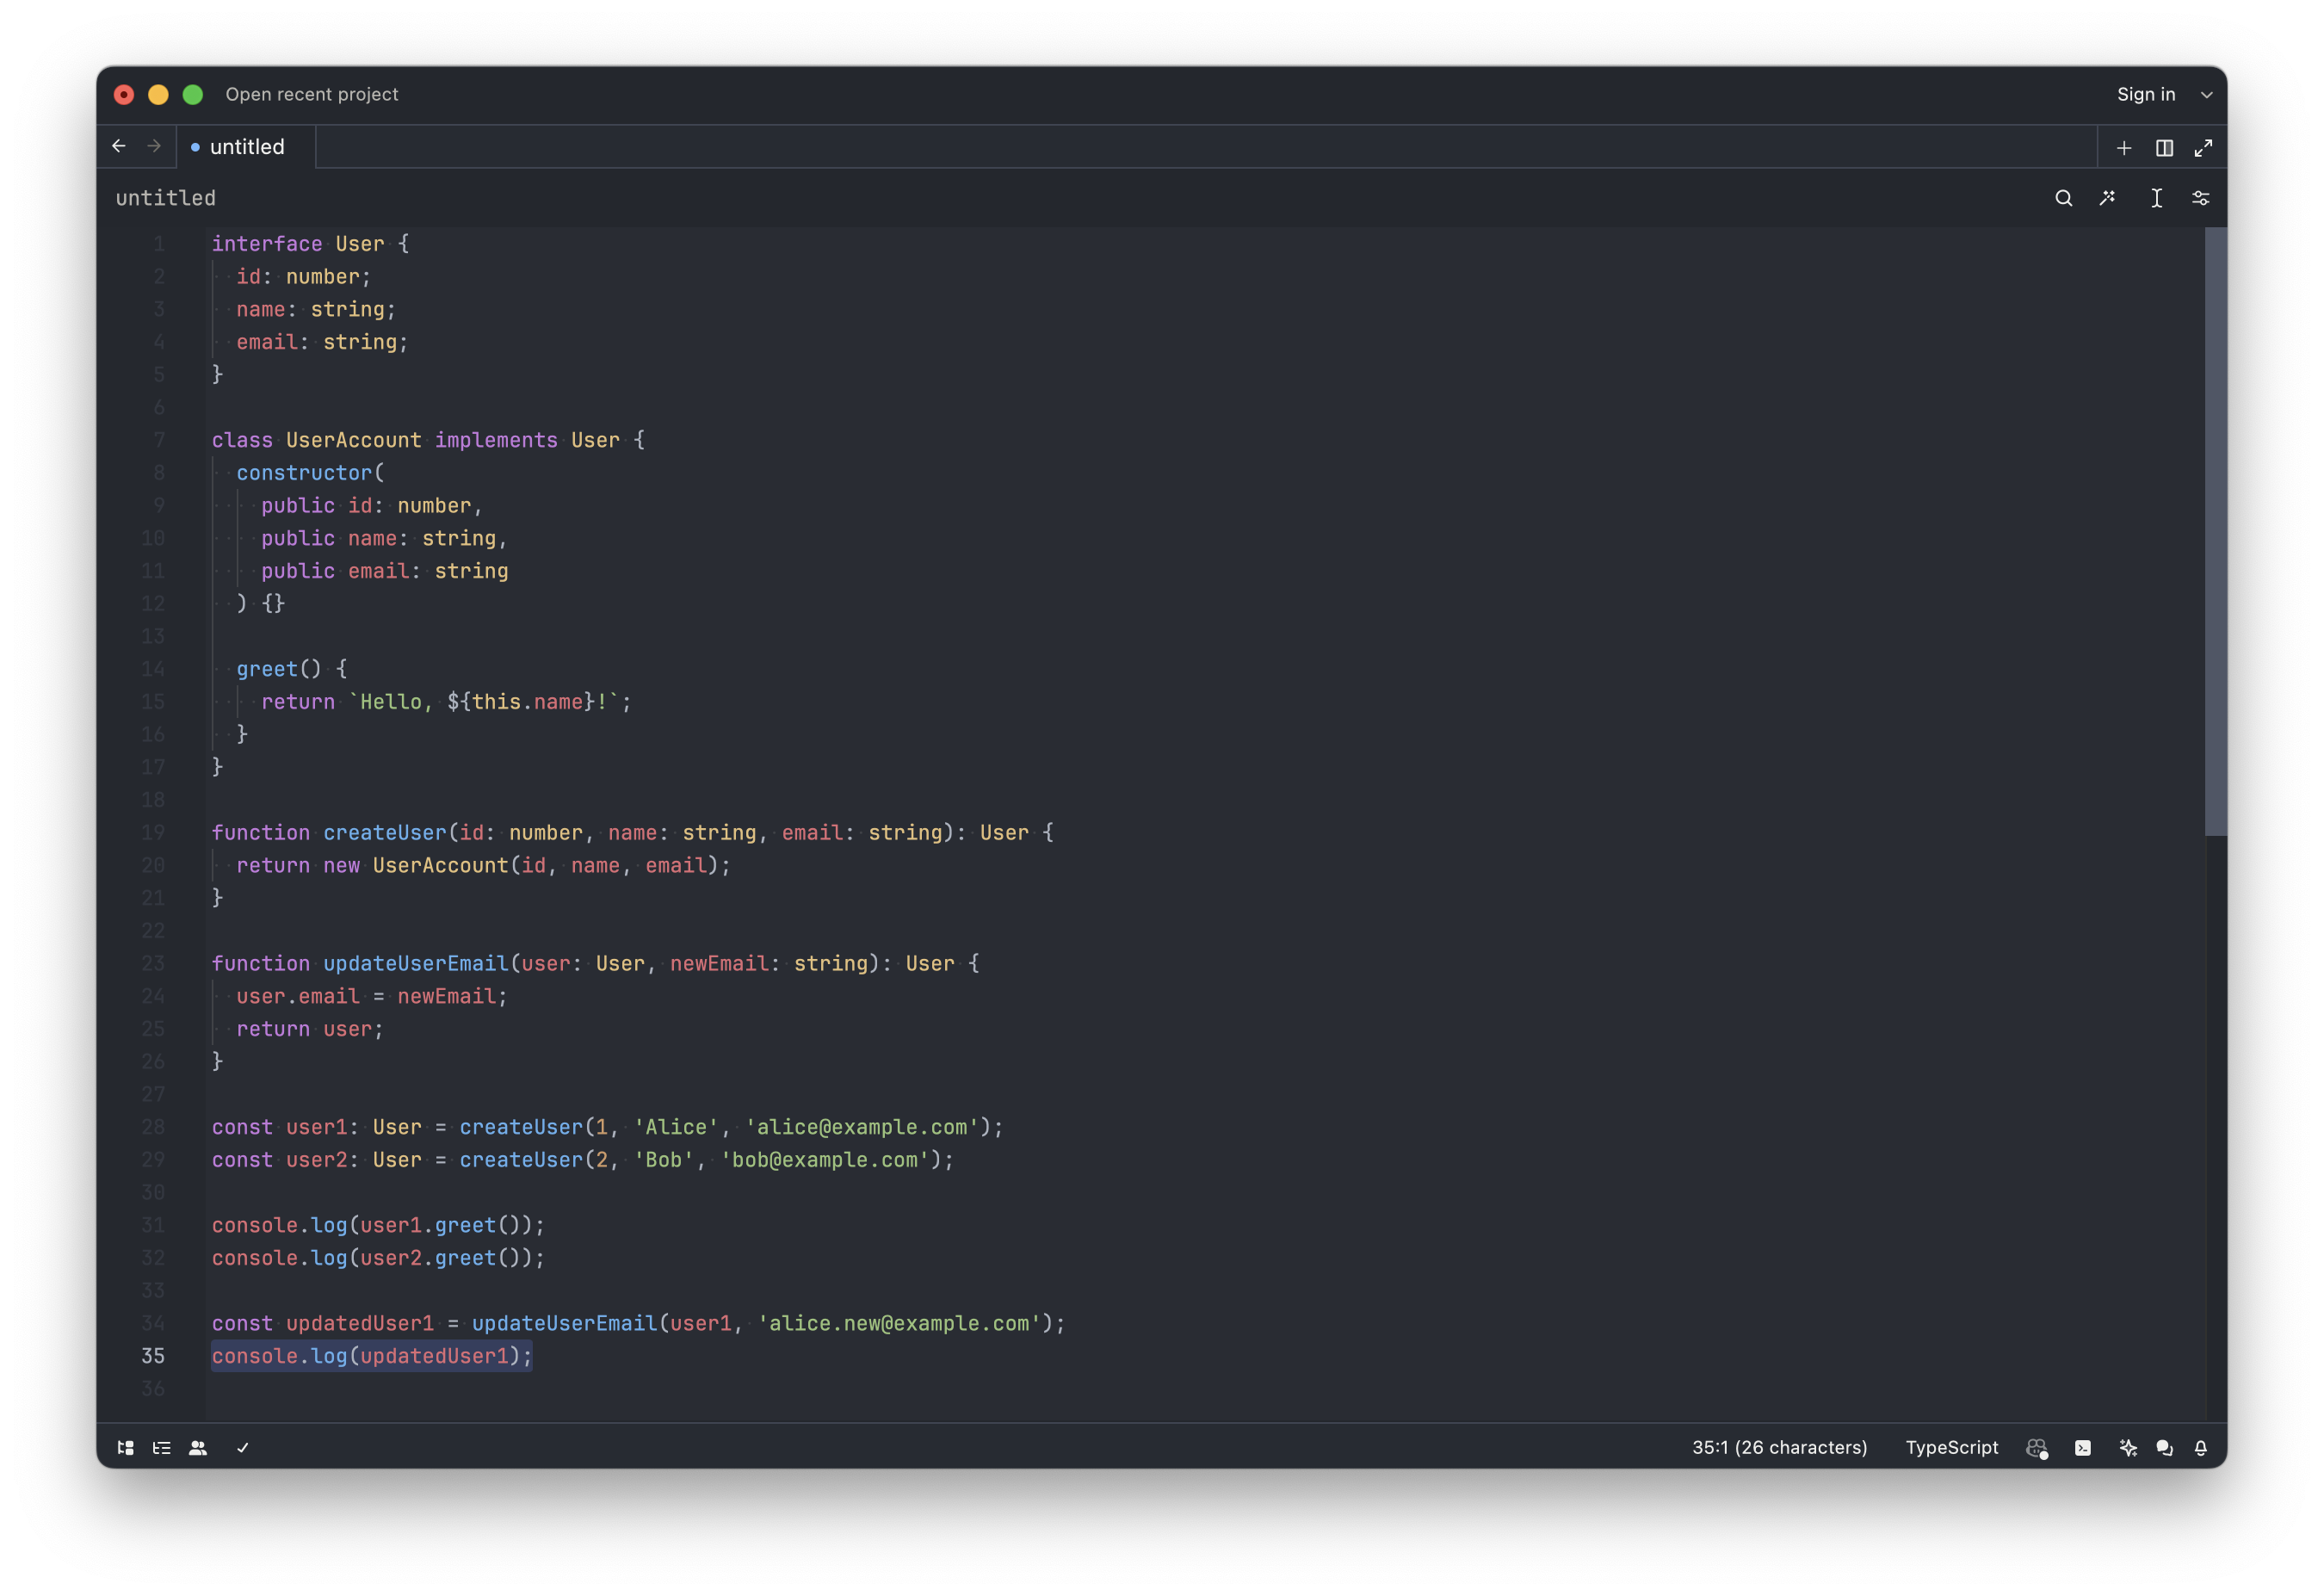 Open recent project
Sign in
untitled
untitled
1 interface User {
2   id: number;
3   name: string;
4   email: string;
5 }
6
7 class UserAccount implements User {
8   constructor(
9     public id: number,
10     public name: string,
11     public email: string
12   ) {}
13
14   greet() {
15     return `Hello, ${this.name}!`;
16   }
17 }
18
19 function createUser(id: number, name: string, email: string): User {
20   return new UserAccount(id, name, email);
21 }
22
23 function updateUserEmail(user: User, newEmail: string): User {
24   user.email = newEmail;
25   return user;
26 }
27
28 const user1: User = createUser(1, 'Alice', 'alice@example.com');
29 const user2: User = createUser(2, 'Bob', 'bob@example.com');
30
31 console.log(user1.greet());
32 console.log(user2.greet());
33
34 const updatedUser1 = updateUserEmail(user1, 'alice.new@example.com');
35 console.log(updatedUser1);
36
35:1 (26 characters) TypeScript